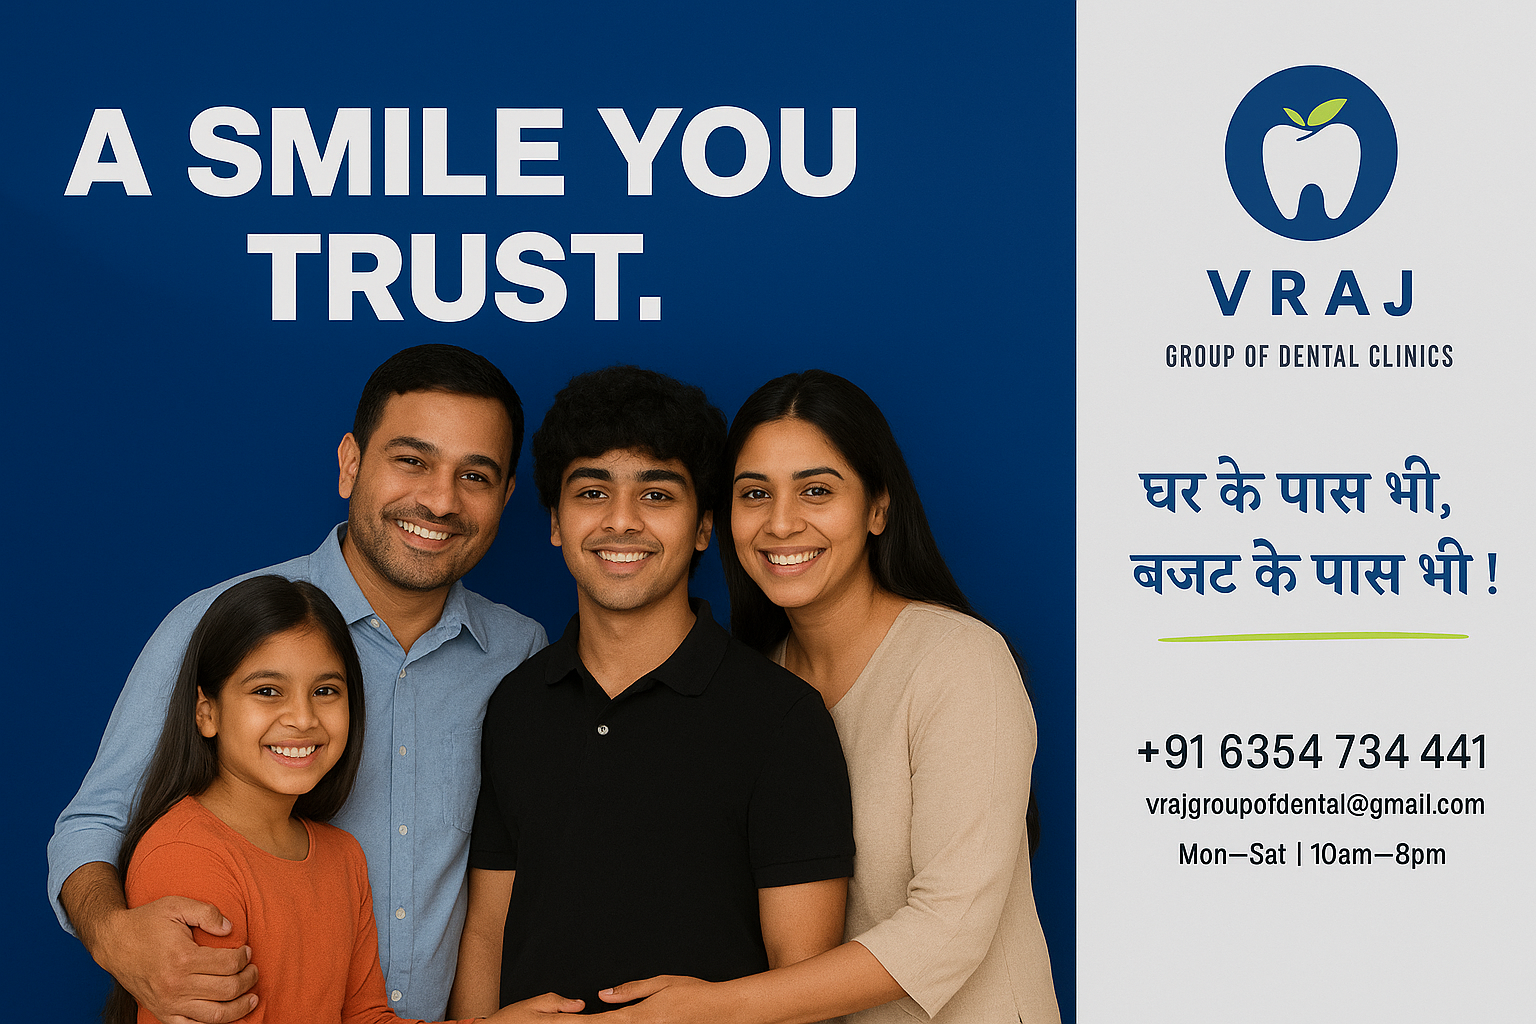 A SMILE YOU
TRUST.
VRAJ
GROUP OF DENTAL CLINICS
घर के पास भी,
बजट के पास भी !
+91 6354 734 441
vrajgroupofdental@gmail.com
Mon–Sat | 10am–8pm